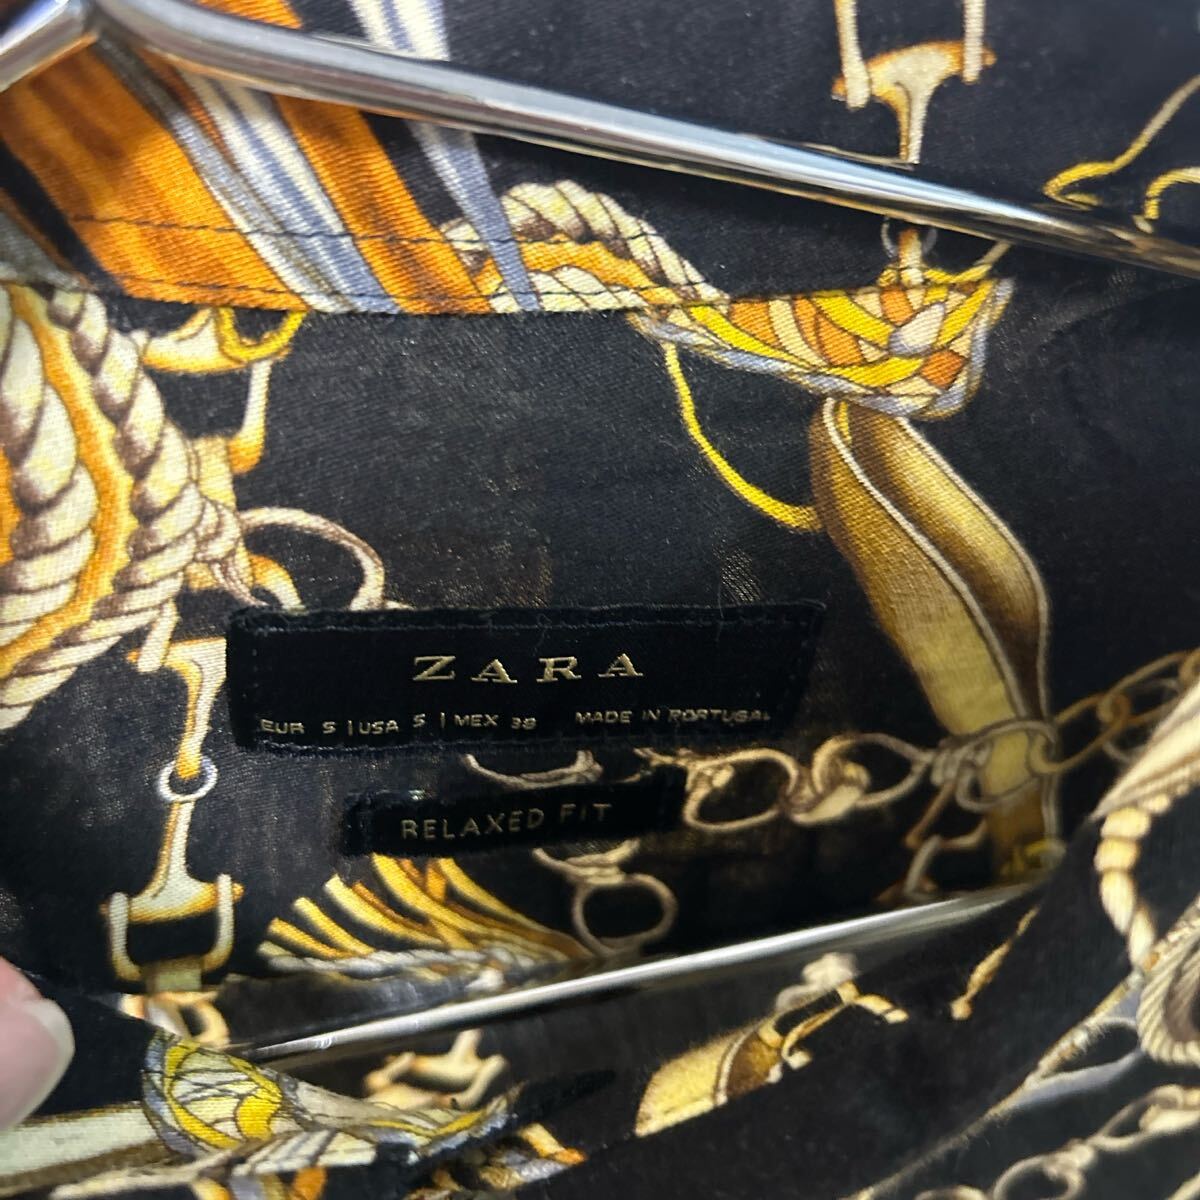 ZARA
EUR S | USA S | MEX 38 MADE IN PORTUGAL
RELAXED FIT